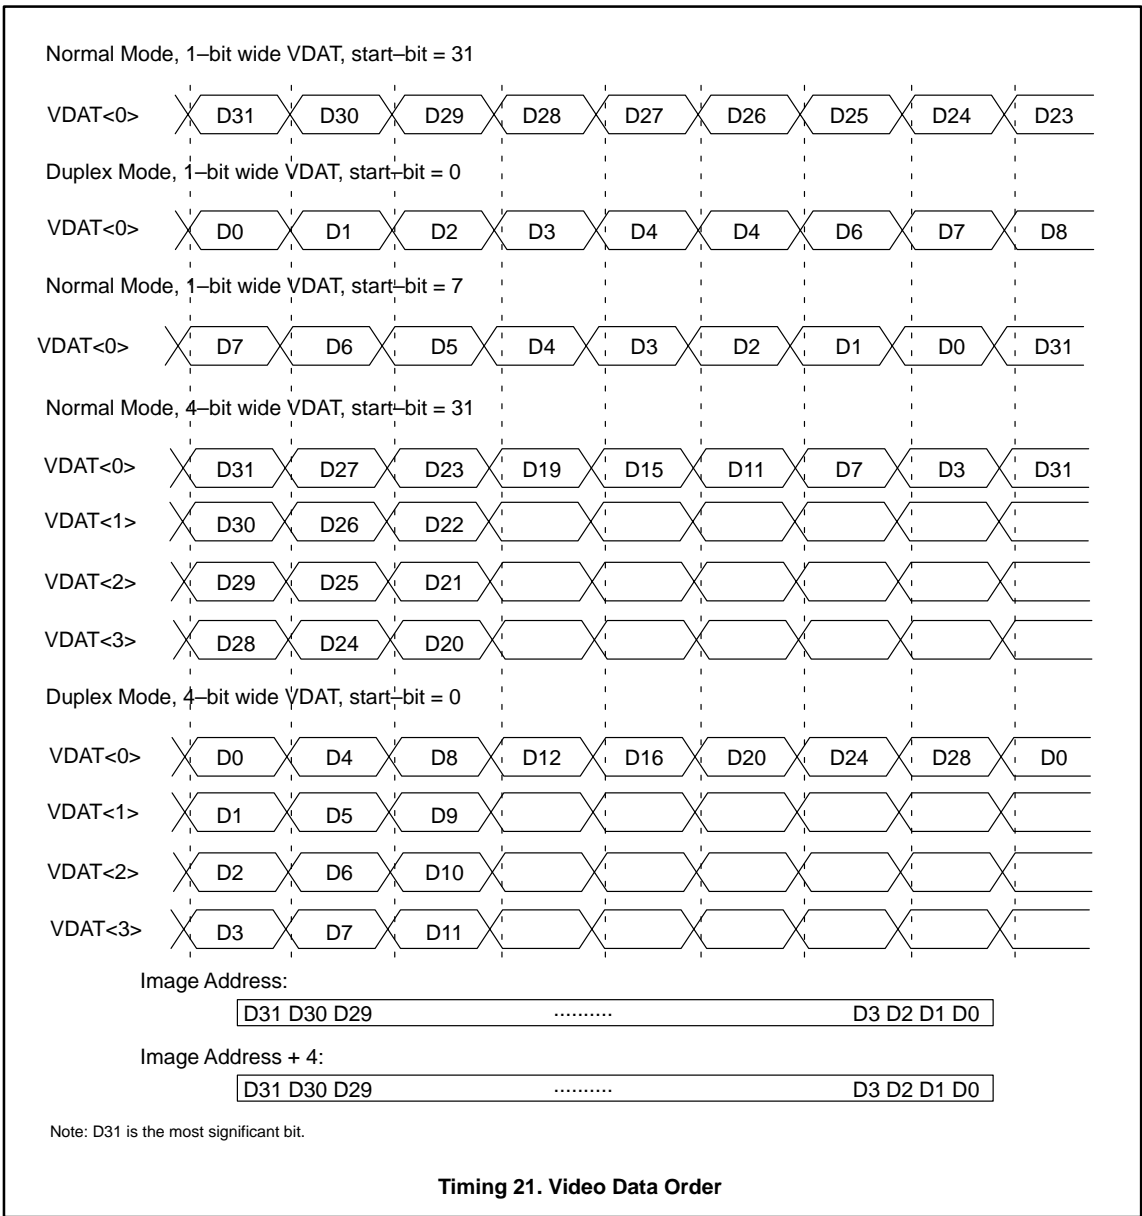 Normal Mode, 1–bit wide VDAT, start–bit = 31
VDAT<0> D31 D30 D29 D28 D27 D26 D25 D24 D23
Duplex Mode, 1–bit wide VDAT, start–bit = 0
VDAT<0> D0 D1 D2 D3 D4 D4 D6 D7 D8
Normal Mode, 1–bit wide VDAT, start–bit = 7
VDAT<0> D7 D6 D5 D4 D3 D2 D1 D0 D31
Normal Mode, 4–bit wide VDAT, start–bit = 31
VDAT<0> D31 D27 D23 D19 D15 D11 D7 D3 D31
VDAT<1> D30 D26 D22
VDAT<2> D29 D25 D21
VDAT<3> D28 D24 D20
Duplex Mode, 4–bit wide VDAT, start–bit = 0
VDAT<0> D0 D4 D8 D12 D16 D20 D24 D28 D0
VDAT<1> D1 D5 D9
VDAT<2> D2 D6 D10
VDAT<3> D3 D7 D11
Image Address:
D31 D30 D29 .......... D3 D2 D1 D0
Image Address + 4:
D31 D30 D29 .......... D3 D2 D1 D0
Note: D31 is the most significant bit.
Timing 21. Video Data Order